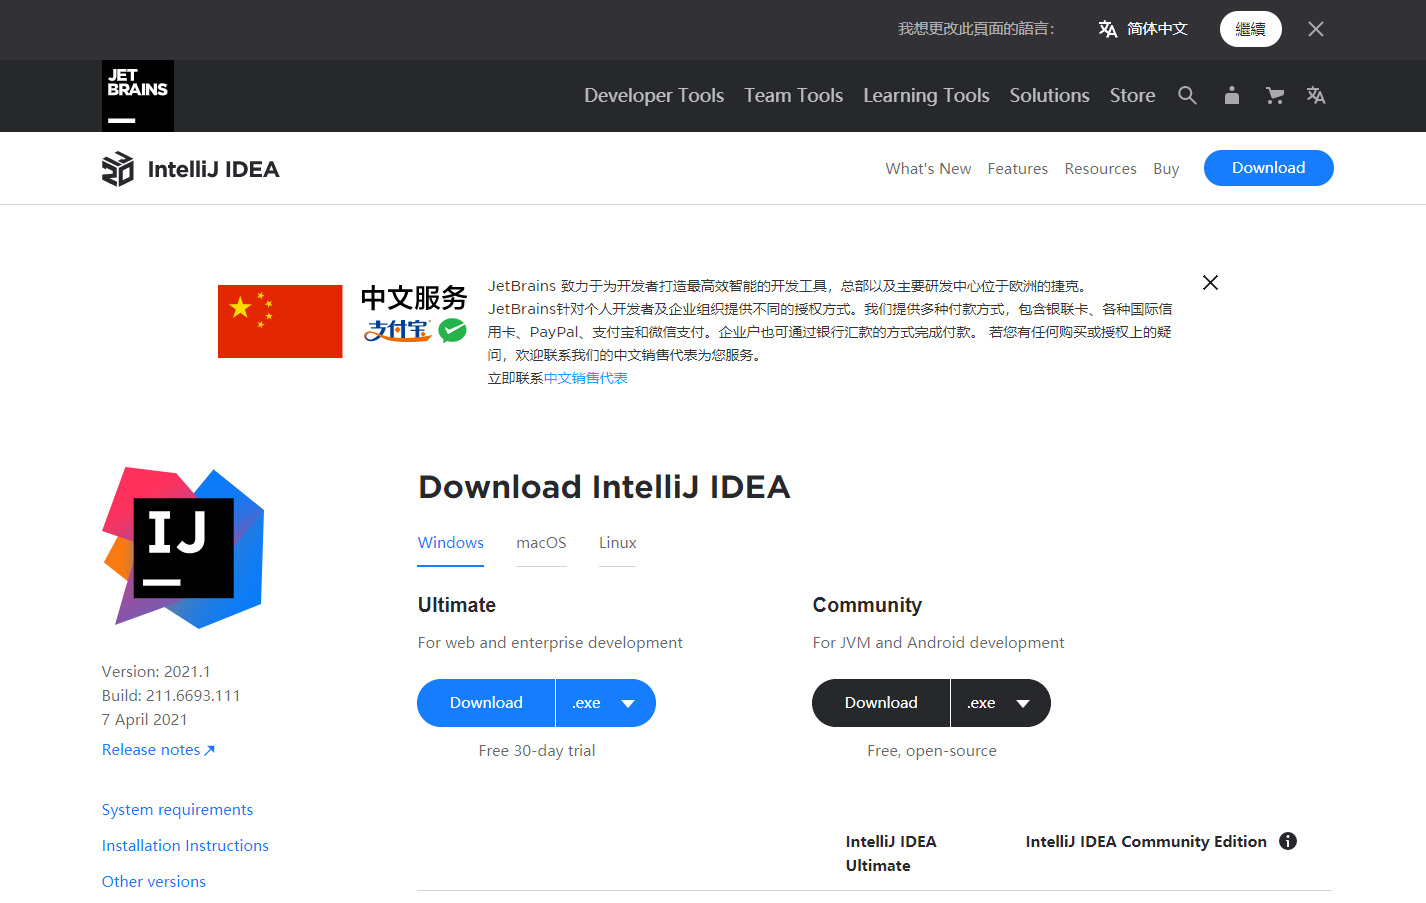 我想更改此頁面的語言：
简体中文
繼續
JET
BRAINS
Developer Tools
Team Tools
Learning Tools
Solutions
Store
IntelliJ IDEA
What's New
Features
Resources
Buy
Download
中文服务
支付宝
JetBrains 致力于为开发者打造最高效智能的开发工具，总部以及主要研发中心位于欧洲的捷克。
JetBrains针对个人开发者及企业组织提供不同的授权方式。我们提供多种付款方式，包含银联卡、各种国际信
用卡、PayPal、支付宝和微信支付。企业户也可通过银行汇款的方式完成付款。 若您有任何购买或授权上的疑
问，欢迎联系我们的中文销售代表为您服务。
立即联系中文销售代表
IJ
Download IntelliJ IDEA
Windows
macOS
Linux
Ultimate
For web and enterprise development
Download
.exe
Free 30-day trial
Community
For JVM and Android development
Download
.exe
Free, open-source
Version: 2021.1
Build: 211.6693.111
7 April 2021
Release notes
System requirements
Installation Instructions
Other versions
IntelliJ IDEA
Ultimate
IntelliJ IDEA Community Edition